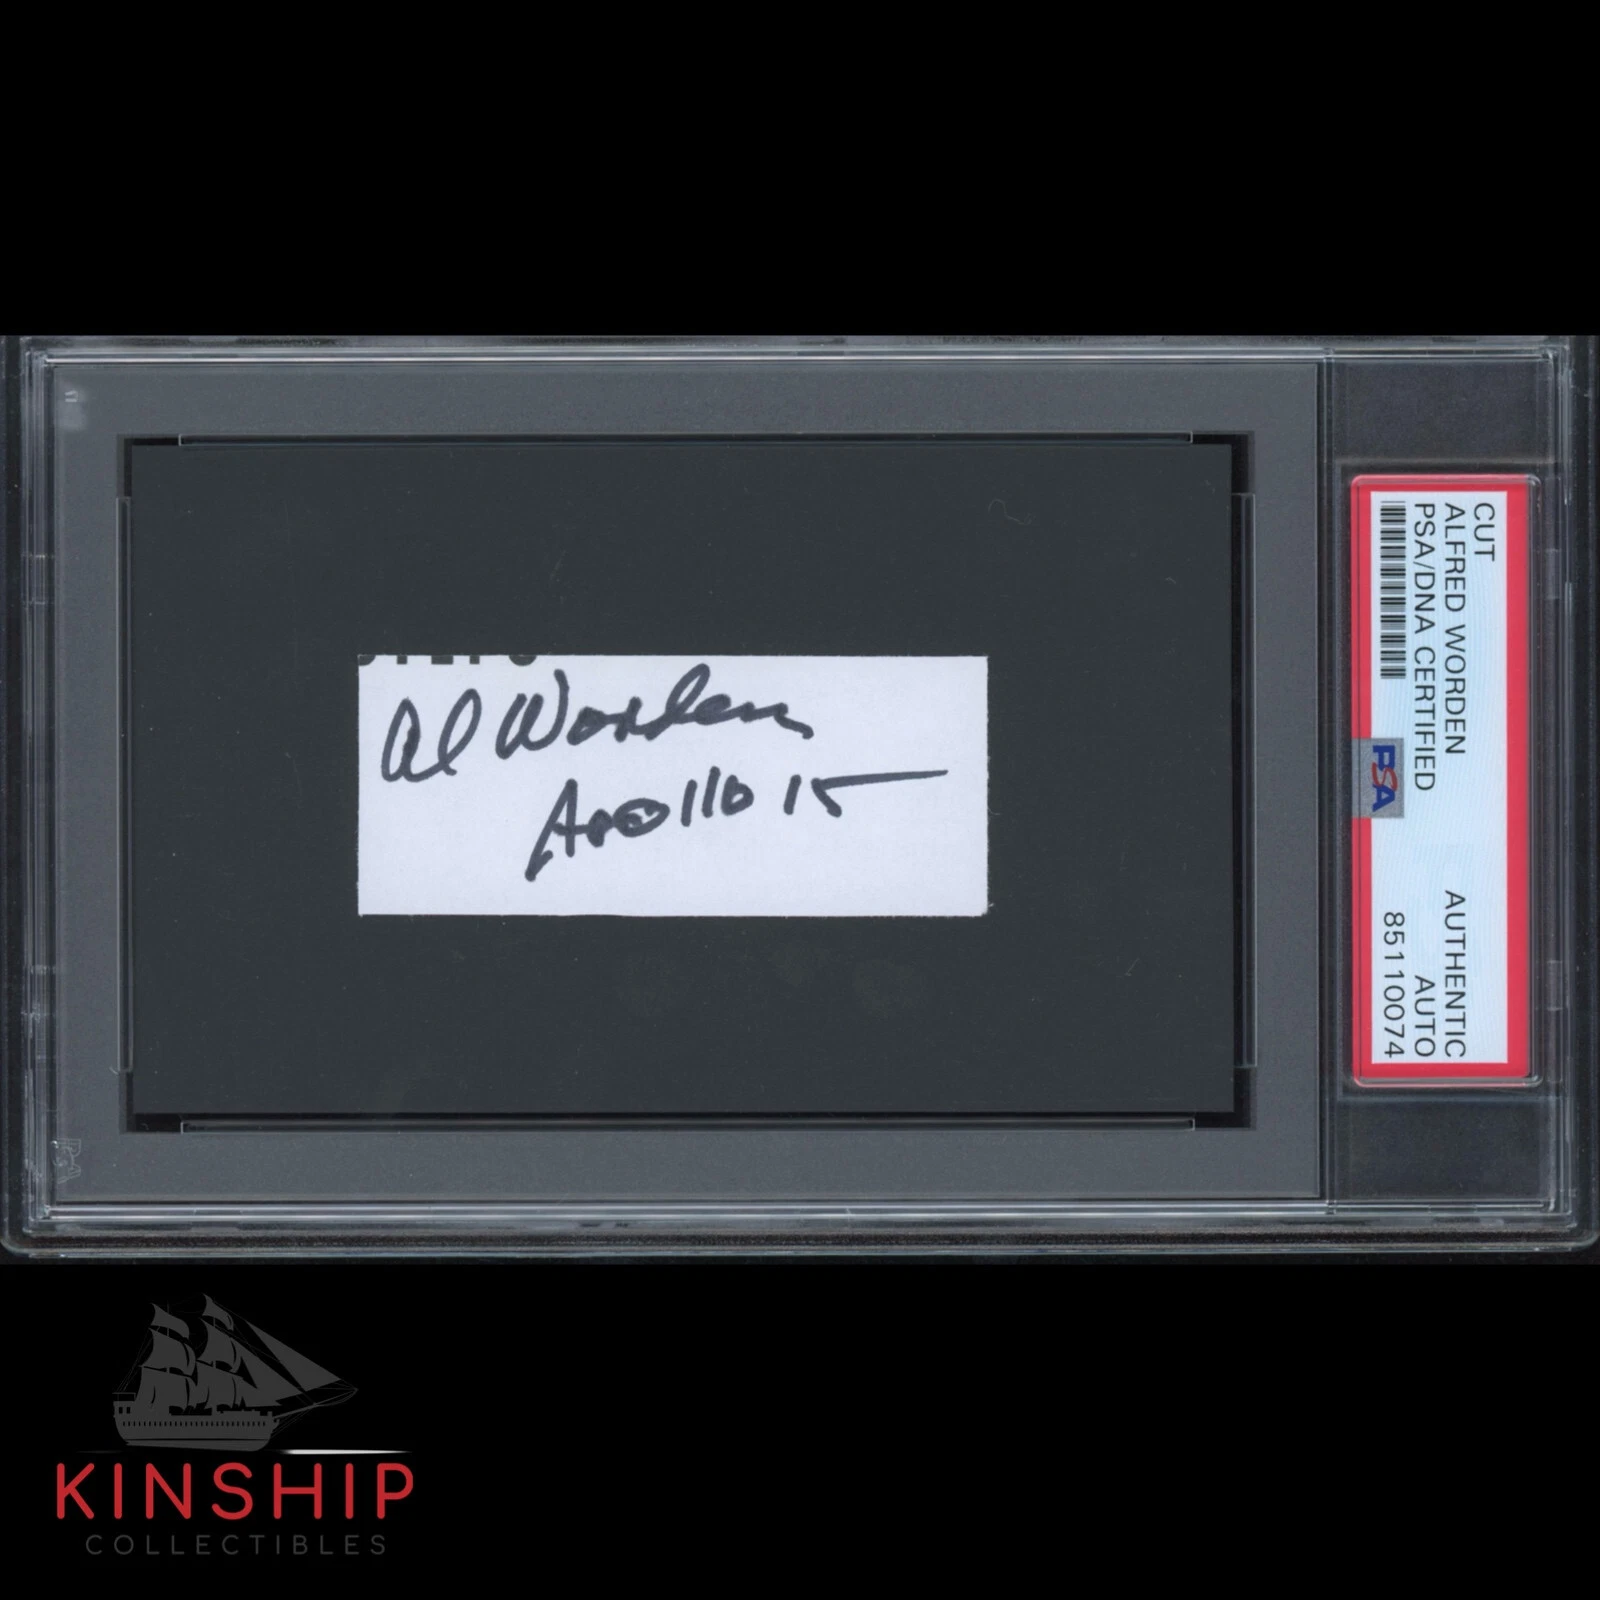 Al Worden
Apollo 15
CUT
ALFRED WORDEN
PSA/DNA CERTIFIED
AUTHENTIC
AUTO
85110074
PSA
KINSHIP
COLLECTIBLES